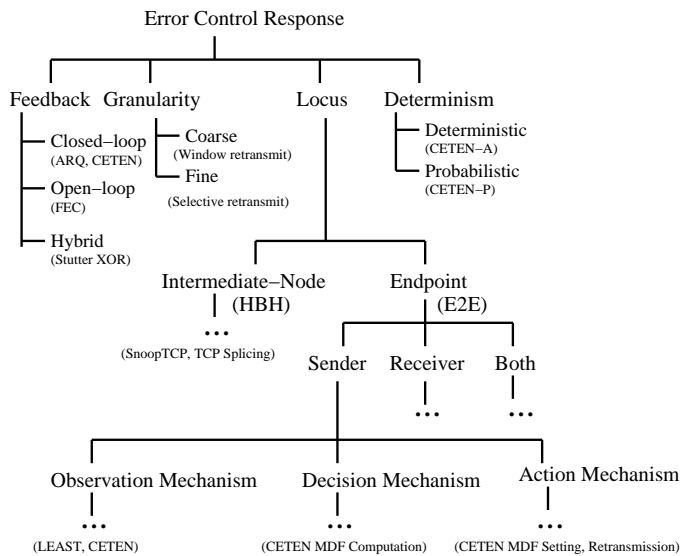 Error Control Response
Feedback Granularity Locus Determinism
Closed−loop
(ARQ, CETEN)
Open−loop
(FEC)
Hybrid
(Stutter XOR)
Coarse
(Window retransmit)
Fine
(Selective retransmit)
Deterministic
(CETEN−A)
Probabilistic
(CETEN−P)
Intermediate−Node
(HBH)
...
(SnoopTCP, TCP Splicing)
Endpoint
(E2E)
Sender Receiver Both
... ...
Observation Mechanism Decision Mechanism Action Mechanism
... ... ...
(LEAST, CETEN) (CETEN MDF Computation) (CETEN MDF Setting, Retransmission)